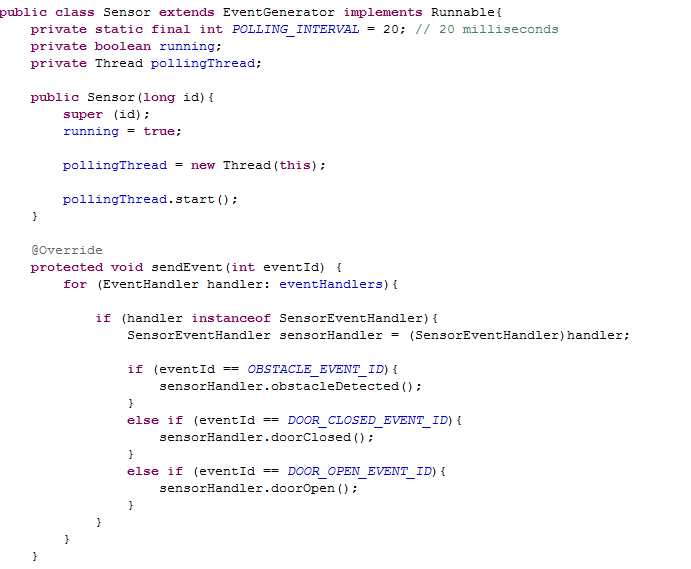 public class Sensor extends EventGenerator implements Runnable{
    private static final int POLLING_INTERVAL = 20; // 20 milliseconds
    private boolean running;
    private Thread pollingThread;

    public Sensor(long id){
        super (id);
        running = true;

        pollingThread = new Thread(this);

        pollingThread.start();
    }

    @Override
    protected void sendEvent(int eventId) {
        for (EventHandler handler: eventHandlers){

            if (handler instanceof SensorEventHandler){
                SensorEventHandler sensorHandler = (SensorEventHandler)handler;

                if (eventId == OBSTACLE_EVENT_ID){
                    sensorHandler.obstacleDetected();
                }
                else if (eventId == DOOR_CLOSED_EVENT_ID){
                    sensorHandler.doorClosed();
                }
                else if (eventId == DOOR_OPEN_EVENT_ID){
                    sensorHandler.doorOpen();
                }
            }
        }
    }